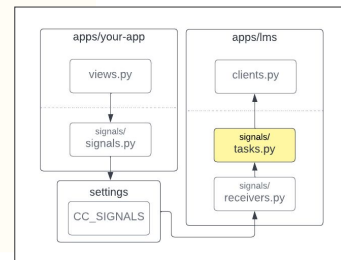 apps/your-app
views.py
signals/
signals.py
settings
CC_SIGNALS
apps/lms
clients.py
signals/
tasks.py
signals/
receivers.py